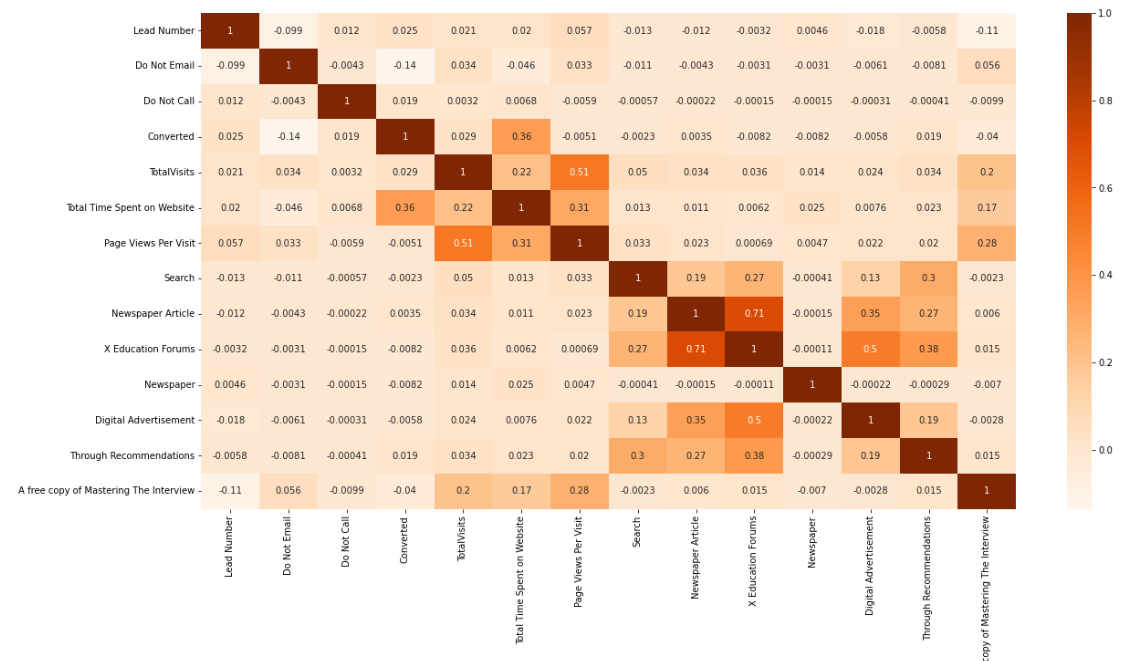 Lead Number 1 -0.099 0.012 0.025 0.021 0.02 0.057 -0.013 -0.012 -0.0032 0.0046 -0.018 -0.0058 -0.11 1.0
Do Not Email -0.099 1 -0.0043 -0.14 0.034 -0.046 0.033 -0.011 -0.0043 -0.0031 -0.0031 -0.0061 -0.0081 0.056
Do Not Call 0.012 -0.0043 1 0.019 0.0032 0.0068 -0.0059 -0.00057 -0.00022 -0.00015 -0.00015 -0.00031 -0.00041 -0.0099 0.8
Converted 0.025 -0.14 0.019 1 0.029 0.36 -0.0051 -0.0023 0.0035 -0.0082 -0.0082 -0.0058 0.019 -0.04
TotalVisits 0.021 0.034 0.0032 0.029 1 0.22 0.51 0.05 0.034 0.036 0.014 0.024 0.034 0.2
0.6
Total Time Spent on Website 0.02 -0.046 0.0068 0.36 0.22 1 0.31 0.013 0.011 0.0062 0.025 0.0076 0.023 0.17
Page Views Per Visit 0.057 0.033 -0.0059 -0.0051 0.51 0.31 1 0.033 0.023 0.00069 0.0047 0.022 0.02 0.28
Search -0.013 -0.011 -0.00057 -0.0023 0.05 0.013 0.033 1 0.19 0.27 -0.00041 0.13 0.3 -0.0023 0.4
Newspaper Article -0.012 -0.0043 -0.00022 0.0035 0.034 0.011 0.023 0.19 1 0.71 -0.00015 0.35 0.27 0.006
X Education Forums -0.0032 -0.0031 -0.00015 -0.0082 0.036 0.0062 0.00069 0.27 0.71 1 -0.00011 0.5 0.38 0.015 0.2
Newspaper 0.0046 -0.0031 -0.00015 -0.0082 0.014 0.025 0.0047 -0.00041 -0.00015 -0.00011 1 -0.00022 -0.00029 -0.007
Digital Advertisement -0.018 -0.0061 -0.00031 -0.0058 0.024 0.0076 0.022 0.13 0.35 0.5 -0.00022 1 0.19 -0.0028
Through Recommendations -0.0058 -0.0081 -0.00041 0.019 0.034 0.023 0.02 0.3 0.27 0.38 -0.00029 0.19 1 0.015 0.0
A free copy of Mastering The Interview -0.11 0.056 -0.0099 -0.04 0.2 0.17 0.28 -0.0023 0.006 0.015 -0.007 -0.0028 0.015 1
Lead Number
Do Not Email
Do Not Call
Converted
TotalVisits
Total Time Spent on Website
Page Views Per Visit
Search
Newspaper Article
X Education Forums
Newspaper
Digital Advertisement
Through Recommendations
copy of Mastering The Interview